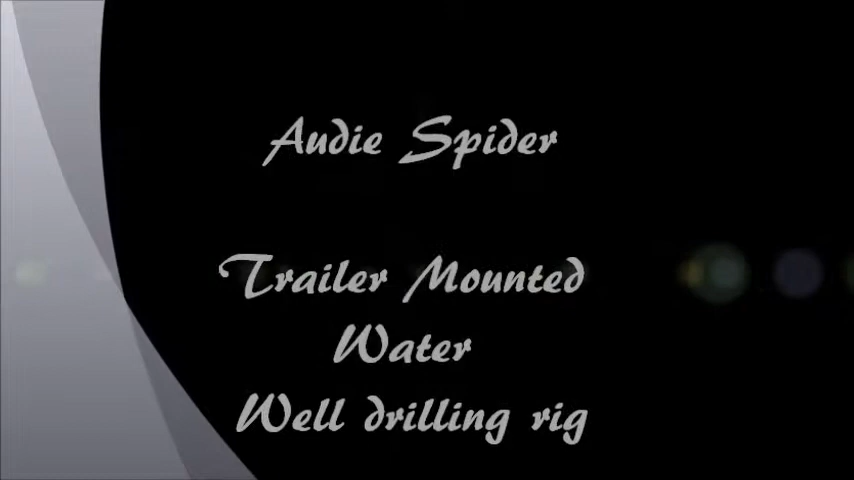 Audie Spider
Trailer Mounted
Water
Well drilling rig